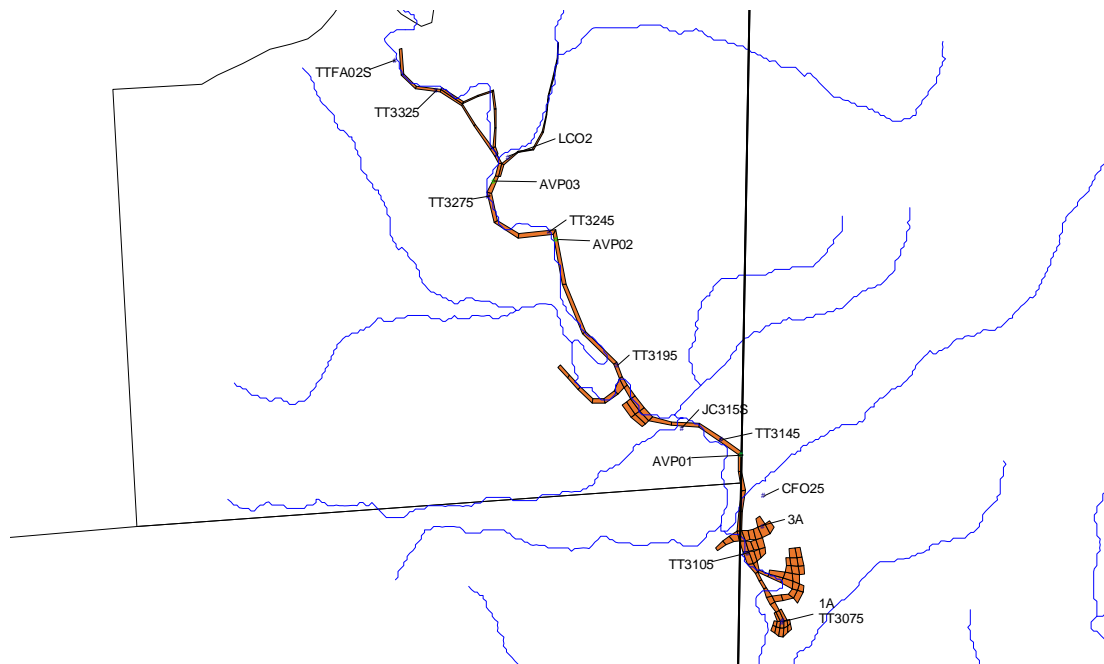 TTFA02S
TT3325
LCO2
AVP03
TT3275
TT3245
AVP02
TT3195
JC315S
TT3145
AVP01
CFO25
3A
TT3105
1A
TT3075